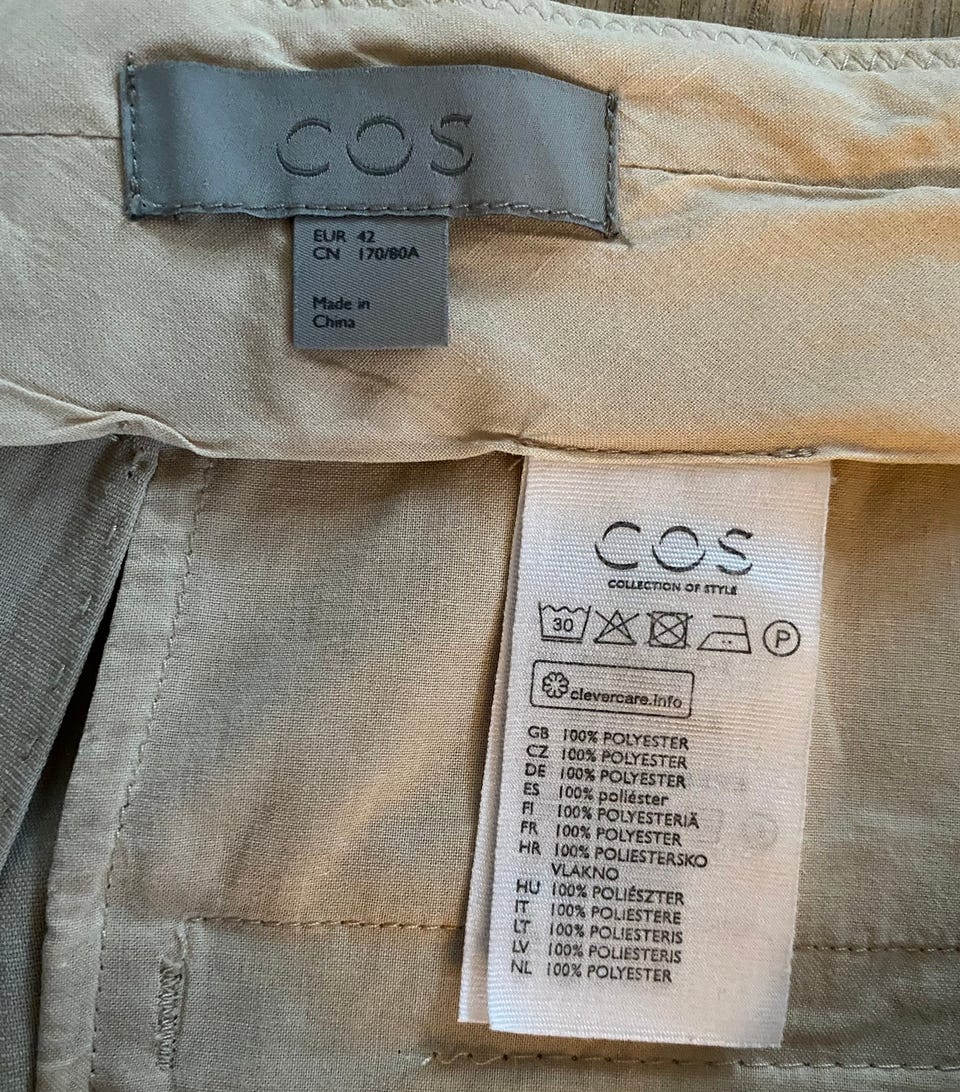 COS
EUR 42
CN 170/80A
Made in
China
COS
COLLECTION OF STYLE
30
P
clevercare.info
GB 100% POLYESTER
CZ 100% POLYESTER
DE 100% POLYESTER
ES 100% poliéster
FI 100% POLYESTERIÄ
FR 100% POLYESTER
HR 100% POLIESTERSKO
VLAKNO
HU 100% POLIÉSZTER
IT 100% POLIESTERE
LT 100% POLIESTERIS
LV 100% POLIESTERIS
NL 100% POLYESTER